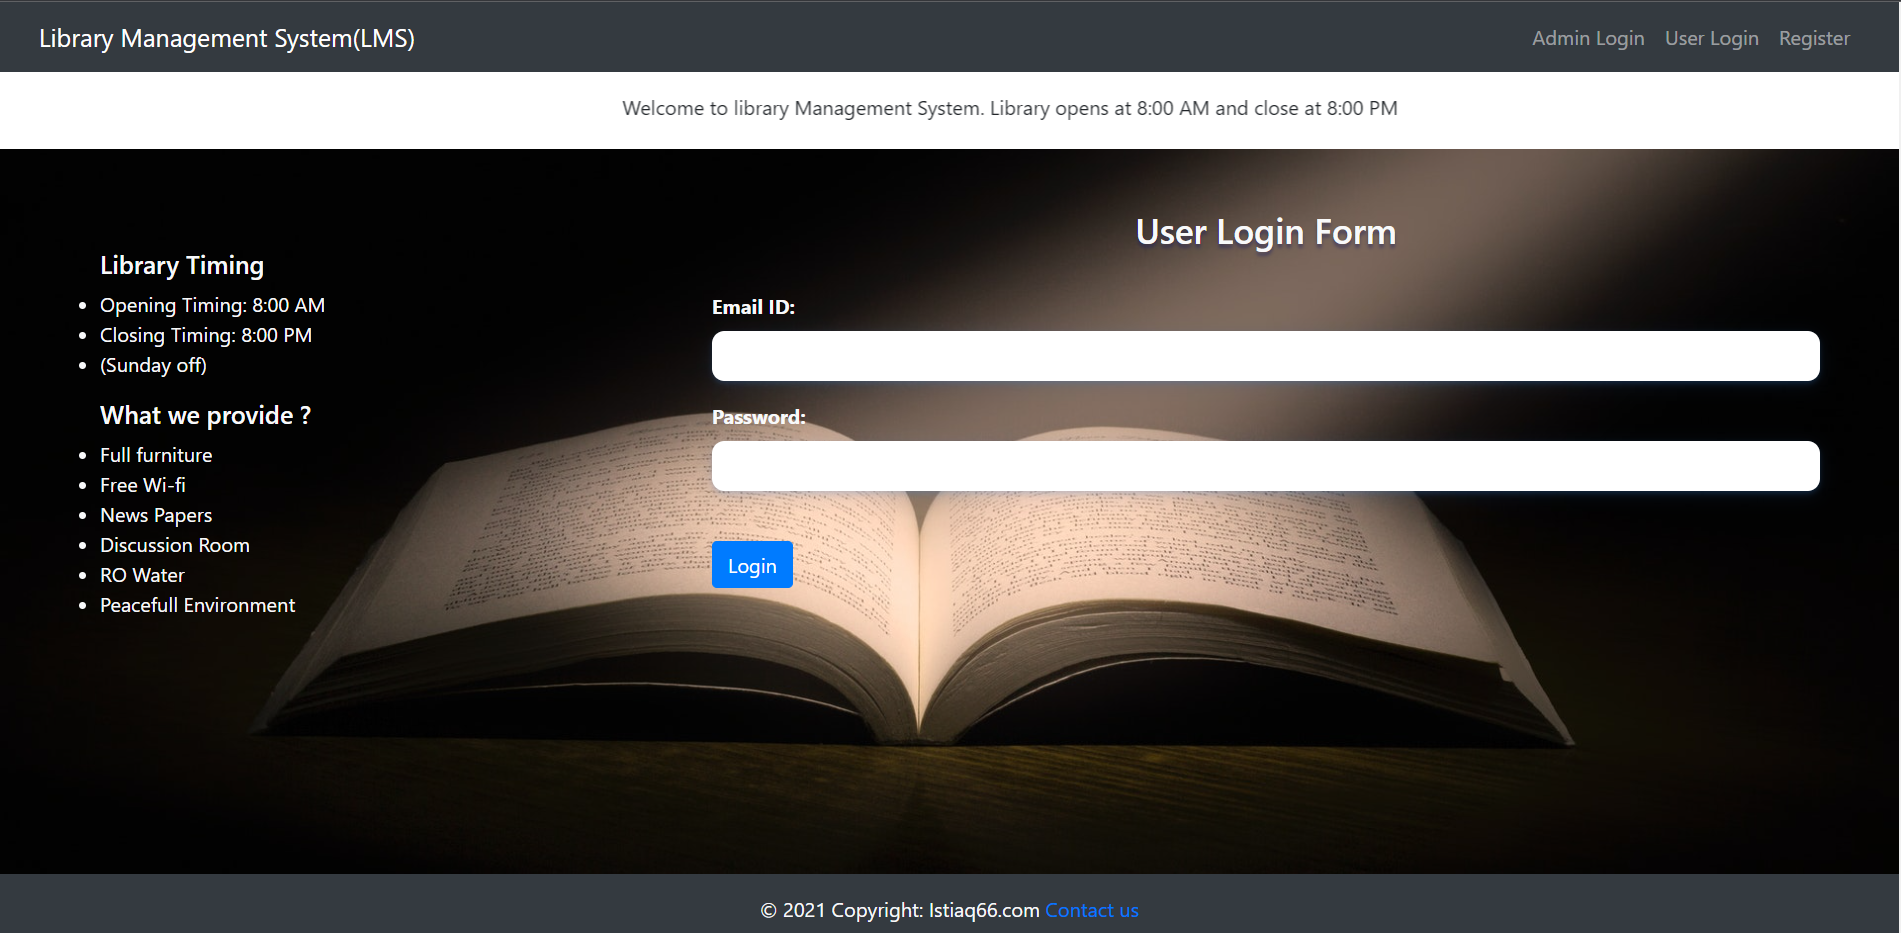 Library Management System(LMS)
Admin Login
User Login
Register
Welcome to library Management System. Library opens at 8:00 AM and close at 8:00 PM
Library Timing
Opening Timing: 8:00 AM
Closing Timing: 8:00 PM
(Sunday off)
What we provide ?
Full furniture
Free Wi-fi
News Papers
Discussion Room
RO Water
Peacefull Environment
User Login Form
Email ID:
Password:
Login
© 2021 Copyright: Istiaq66.com Contact us